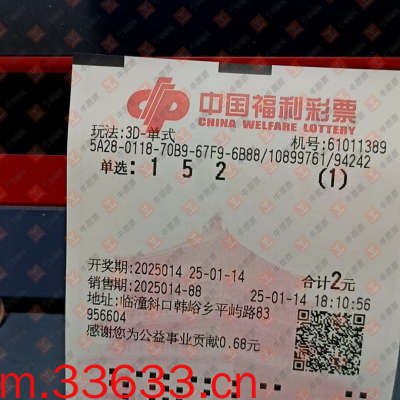 中国福利彩票
CHINA WELFARE LOTTERY
玩法:3D-单式 机号:61011389
5A28-0118-70B9-67F9-6B88/10899761/94242
单选: 1 5 2 (1)
开奖期:2025014 25-01-14 合计2元
销售期:2025014-88 25-01-14 18:10:56
地址:临潼斜口韩峪乡平屿路83
956604
感谢您为公益事业贡献0.68元
m.33633.cn